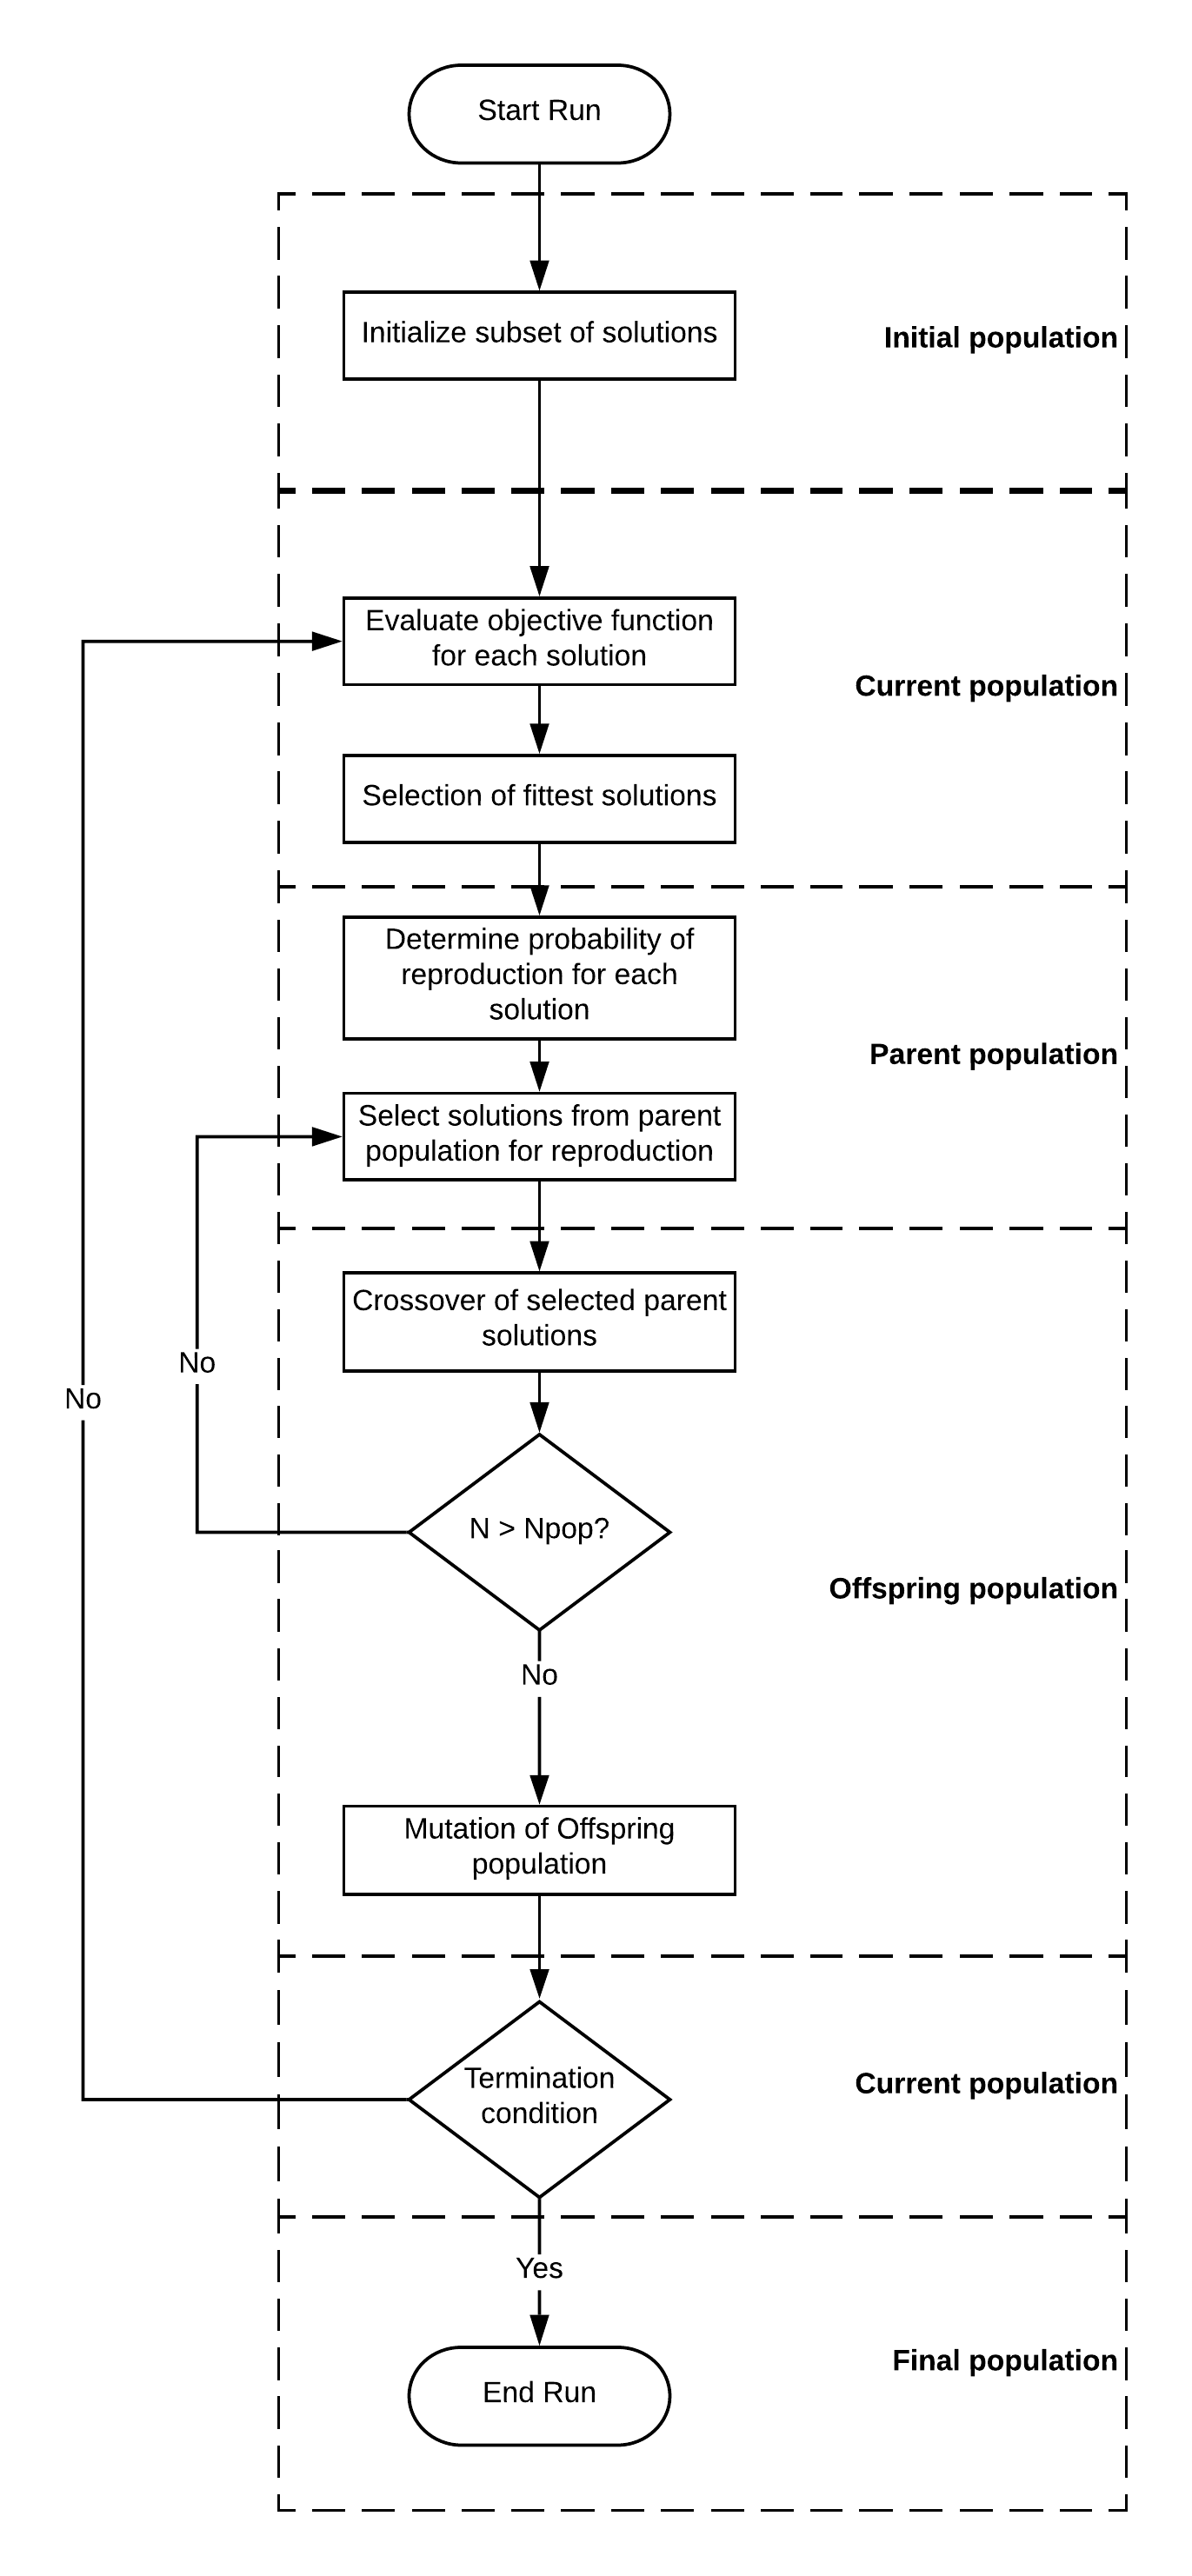 Start Run
Initialize subset of solutions
Initial population
Evaluate objective function
for each solution
Current population
Selection of fittest solutions
Determine probability of
reproduction for each
solution
Parent population
Select solutions from parent
population for reproduction
Crossover of selected parent
solutions
No
No
N > Npop?
Offspring population
No
Mutation of Offspring
population
Termination
condition
Current population
Yes
Final population
End Run